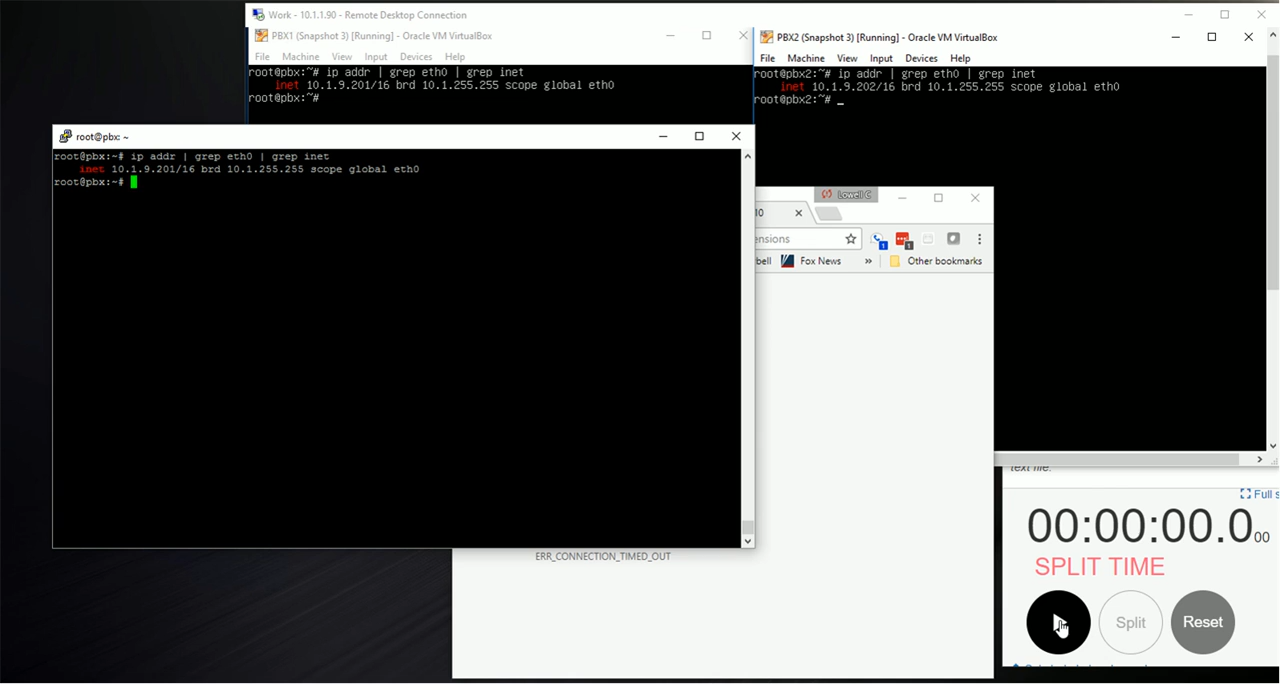 Work - 10.1.1.90 - Remote Desktop Connection
PBX1 (Snapshot 3) [Running] - Oracle VM VirtualBox
File Machine View Input Devices Help
root@pbx:~# ip addr | grep eth0 | grep inet
inet 10.1.9.201/16 brd 10.1.255.255 scope global eth0
root@pbx:~#
PBX2 (Snapshot 3) [Running] - Oracle VM VirtualBox
File Machine View Input Devices Help
root@pbx2:~# ip addr | grep eth0 | grep inet
inet 10.1.9.202/16 brd 10.1.255.255 scope global eth0
root@pbx2:~# _
root@pbx: ~
root@pbx:~# ip addr | grep eth0 | grep inet
inet 10.1.9.201/16 brd 10.1.255.255 scope global eth0
root@pbx:~#
Lowell C
10
ensions
bell Fox News » Other bookmarks
ERR_CONNECTION_TIMED_OUT
text file.
Full s
00:00:00.000
SPLIT TIME
Split
Reset